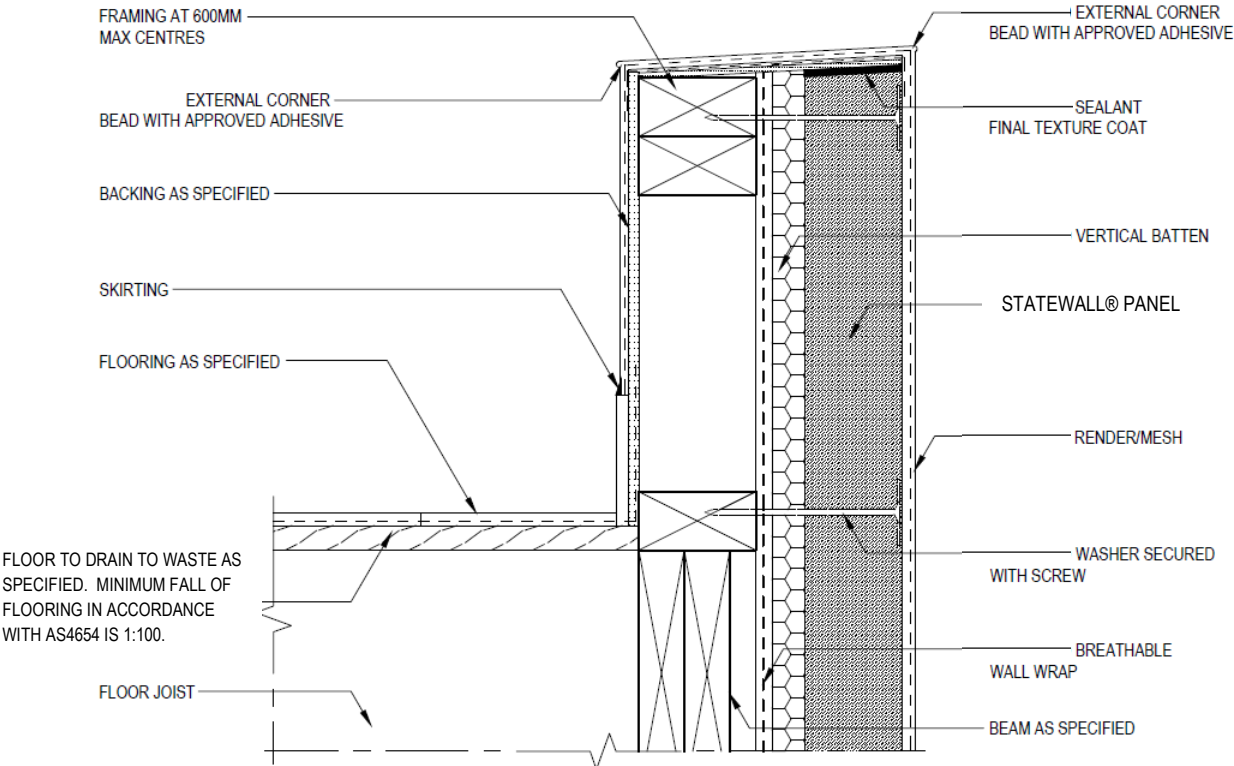 FRAMING AT 600MM
MAX CENTRES
EXTERNAL CORNER
BEAD WITH APPROVED ADHESIVE
BACKING AS SPECIFIED
SKIRTING
FLOORING AS SPECIFIED
FLOOR TO DRAIN TO WASTE AS
SPECIFIED. MINIMUM FALL OF
FLOORING IN ACCORDANCE
WITH AS4654 IS 1:100.
FLOOR JOIST
EXTERNAL CORNER
BEAD WITH APPROVED ADHESIVE
SEALANT
FINAL TEXTURE COAT
VERTICAL BATTEN
STATEWALL® PANEL
RENDER/MESH
WASHER SECURED
WITH SCREW
BREATHABLE
WALL WRAP
BEAM AS SPECIFIED